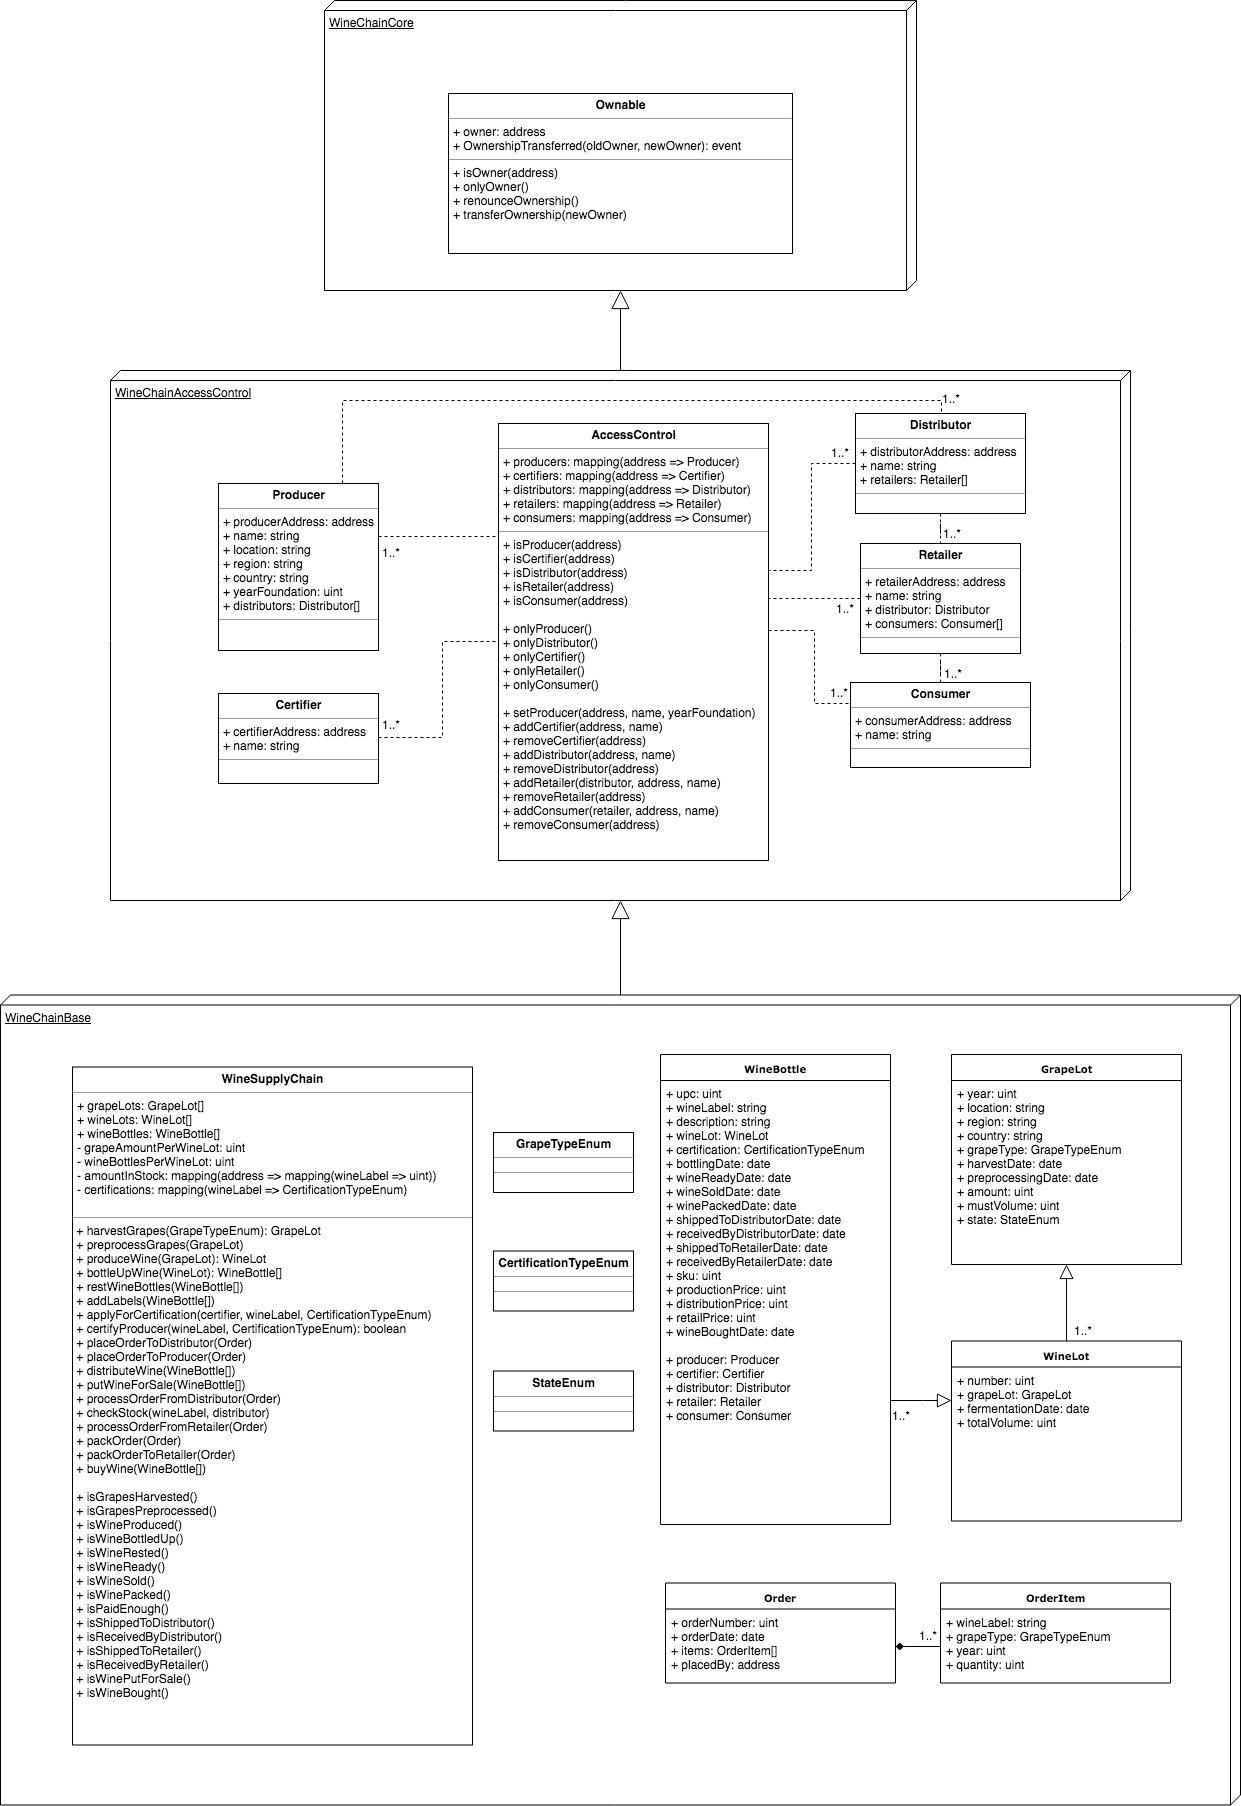 WineChainCore
Ownable
+ owner: address
+ OwnershipTransferred(oldOwner, newOwner): event
+ isOwner(address)
+ onlyOwner()
+ renounceOwnership()
+ transferOwnership(newOwner)
WineChainAccessControl
Producer
+ producerAddress: address
+ name: string
+ location: string
+ region: string
+ country: string
+ yearFoundation: uint
+ distributors: Distributor[]
1..*
Certifier
+ certifierAddress: address
+ name: string
1..*
AccessControl
+ producers: mapping(address => Producer)
+ certifiers: mapping(address => Certifier)
+ distributors: mapping(address => Distributor)
+ retailers: mapping(address => Retailer)
+ consumers: mapping(address => Consumer)
+ isProducer(address)
+ isCertifier(address)
+ isDistributor(address)
+ isRetailer(address)
+ isConsumer(address)
+ onlyProducer()
+ onlyDistributor()
+ onlyCertifier()
+ onlyRetailer()
+ onlyConsumer()
+ setProducer(address, name, yearFoundation)
+ addCertifier(address, name)
+ removeCertifier(address)
+ addDistributor(address, name)
+ removeDistributor(address)
+ addRetailer(distributor, address, name)
+ removeRetailer(address)
+ addConsumer(retailer, address, name)
+ removeConsumer(address)
1..*
Distributor
1..*
+ distributorAddress: address
+ name: string
+ retailers: Retailer[]
1..*
Retailer
+ retailerAddress: address
+ name: string
1..*
+ distributor: Distributor
+ consumers: Consumer[]
1..*
Consumer
1..*
+ consumerAddress: address
+ name: string
WineChainBase
WineSupplyChain
+ grapeLots: GrapeLot[]
+ wineLots: WineLot[]
+ wineBottles: WineBottle[]
- grapeAmountPerWineLot: uint
- wineBottlesPerWineLot: uint
- amountInStock: mapping(address => mapping(wineLabel => uint))
- certifications: mapping(wineLabel => CertificationTypeEnum)
+ harvestGrapes(GrapeTypeEnum): GrapeLot
+ preprocessGrapes(GrapeLot)
+ produceWine(GrapeLot): WineLot
+ bottleUpWine(WineLot): WineBottle[]
+ restWineBottles(WineBottle[])
+ addLabels(WineBottle[])
+ applyForCertification(certifier, wineLabel, CertificationTypeEnum)
+ certifyProducer(wineLabel, CertificationTypeEnum): boolean
+ placeOrderToDistributor(Order)
+ placeOrderToProducer(Order)
+ distributeWine(WineBottle[])
+ putWineForSale(WineBottle[])
+ processOrderFromDistributor(Order)
+ checkStock(wineLabel, distributor)
+ processOrderFromRetailer(Order)
+ packOrder(Order)
+ packOrderToRetailer(Order)
+ buyWine(WineBottle[])
+ isGrapesHarvested()
+ isGrapesPreprocessed()
+ isWineProduced()
+ isWineBottledUp()
+ isWineRested()
+ isWineReady()
+ isWineSold()
+ isWinePacked()
+ isPaidEnough()
+ isShippedToDistributor()
+ isReceivedByDistributor()
+ isShippedToRetailer()
+ isReceivedByRetailer()
+ isWinePutForSale()
+ isWineBought()
GrapeTypeEnum
CertificationTypeEnum
StateEnum
WineBottle
+ upc: uint
+ wineLabel: string
+ description: string
+ wineLot: WineLot
+ certification: CertificationTypeEnum
+ bottlingDate: date
+ wineReadyDate: date
+ wineSoldDate: date
+ winePackedDate: date
+ shippedToDistributorDate: date
+ receivedByDistributorDate: date
+ shippedToRetailerDate: date
+ receivedByRetailerDate: date
+ sku: uint
+ productionPrice: uint
+ distributionPrice: uint
+ retailPrice: uint
+ wineBoughtDate: date
+ producer: Producer
+ certifier: Certifier
+ distributor: Distributor
+ retailer: Retailer
+ consumer: Consumer
1..*
GrapeLot
+ year: uint
+ location: string
+ region: string
+ country: string
+ grapeType: GrapeTypeEnum
+ harvestDate: date
+ preprocessingDate: date
+ amount: uint
+ mustVolume: uint
+ state: StateEnum
1..*
WineLot
+ number: uint
+ grapeLot: GrapeLot
+ fermentationDate: date
+ totalVolume: uint
Order
+ orderNumber: uint
+ orderDate: date
+ items: OrderItem[]
+ placedBy: address
1..*
OrderItem
+ wineLabel: string
+ grapeType: GrapeTypeEnum
+ year: uint
+ quantity: uint